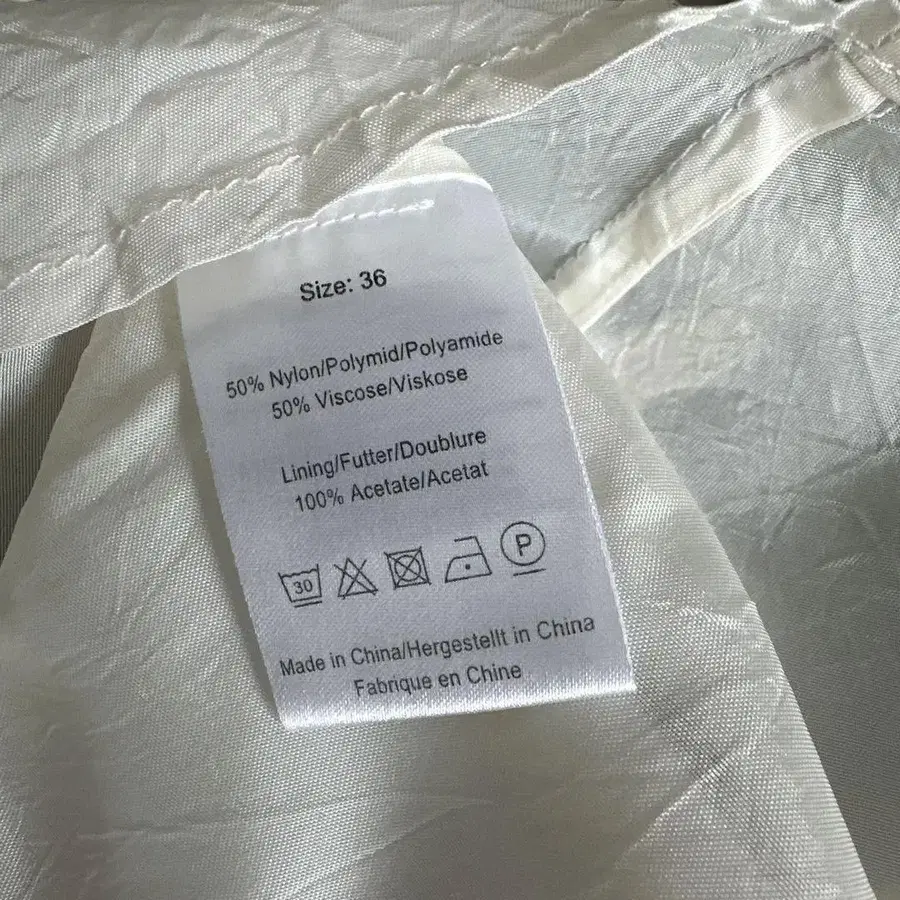 Size: 36
50% Nylon/Polymid/Polyamide
50% Viscose/Viskose
Lining/Futter/Doublure
100% Acetate/Acetat
30 P
Made in China/Hergestellt in China
Fabrique en Chine